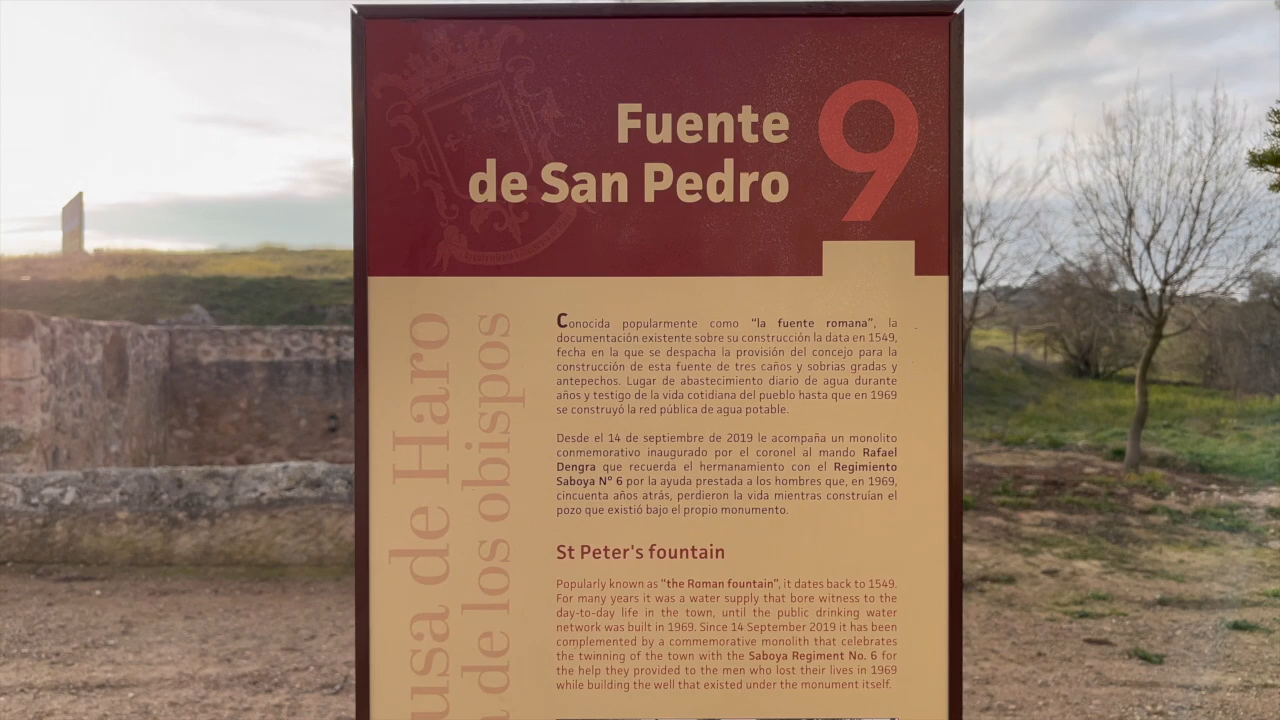 Fuente
de San Pedro
9
Conocida popularmente como "la fuente romana", la
documentación existente sobre su construcción la data en 1549,
fecha en la que se despacha la provisión del concejo para la
construcción de esta fuente de tres caños y sobrias gradas y
antepechos. Lugar de abastecimiento diario de agua durante
años y testigo de la vida cotidiana del pueblo hasta que en 1969
se construyó la red pública de agua potable.
Desde el 14 de septiembre de 2019 le acompaña un monolito
conmemorativo inaugurado por el coronel al mando Rafael
Dengra que recuerda el hermanamiento con el Regimiento
Saboya Nº 6 por la ayuda prestada a los hombres que, en 1969,
cincuenta años atrás, perdieron la vida mientras construían el
pozo que existió bajo el propio monumento.
St Peter's fountain
Popularly known as "the Roman fountain", it dates back to 1549.
For many years it was a water supply that bore witness to the
day-to-day life in the town, until the public drinking water
network was built in 1969. Since 14 September 2019 it has been
complemented by a commemorative monolith that celebrates
the twinning of the town with the Saboya Regiment No. 6 for
the help they provided to the men who lost their lives in 1969
while building the well that existed under the monument itself.
usa de Haro
de los obispos